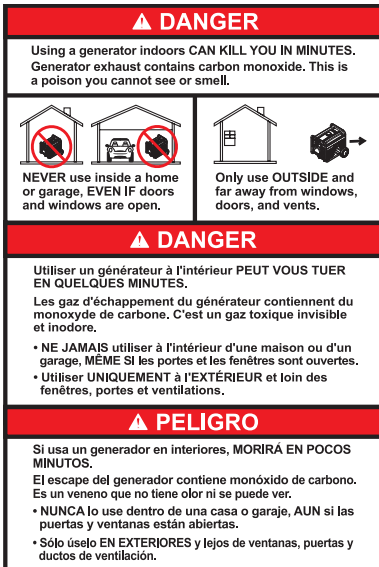 DANGER
Using a generator indoors CAN KILL YOU IN MINUTES.
Generator exhaust contains carbon monoxide. This is
a poison you cannot see or smell.
NEVER use inside a home
or garage, EVEN IF doors
and windows are open.
Only use OUTSIDE and
far away from windows,
doors, and vents.
DANGER
Utiliser un générateur à l'intérieur PEUT VOUS TUER
EN QUELQUES MINUTES.
Les gaz d'échappement du générateur contiennent du
monoxyde de carbone. C'est un gaz toxique invisible
et inodore.
• NE JAMAIS utiliser à l'intérieur d'une maison ou d'un
garage, MÊME SI les portes et les fenêtres sont ouvertes.
• Utiliser UNIQUEMENT à l'EXTÉRIEUR et loin des
fenêtres, portes et ventilations.
PELIGRO
Si usa un generador en interiores, MORIRÁ EN POCOS
MINUTOS.
El escape del generador contiene monóxido de carbono.
Es un veneno que no tiene olor ni se puede ver.
• NUNCA lo use dentro de una casa o garaje, AUN si las
puertas y ventanas están abiertas.
• Sólo úselo EN EXTERIORES y lejos de ventanas, puertas y
ductos de ventilación.